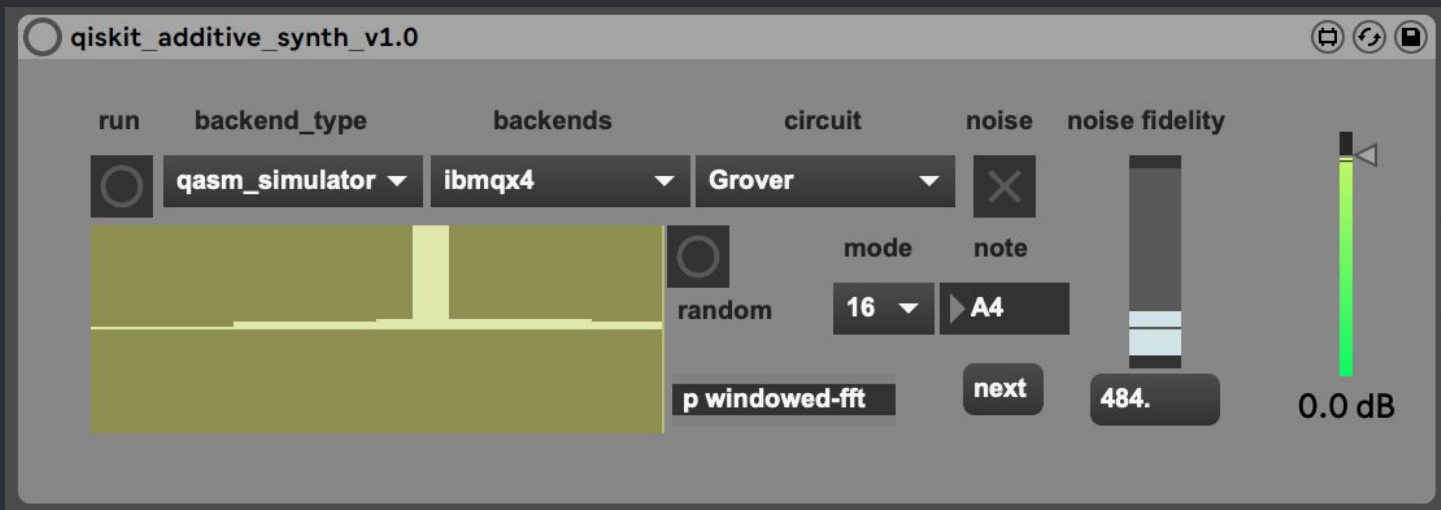 qiskit_additive_synth_v1.0
run backend_type backends circuit noise noise fidelity
qasm_simulator ibmqx4 Grover
mode note
random 16 A4
p windowed-fft next 484. 0.0 dB